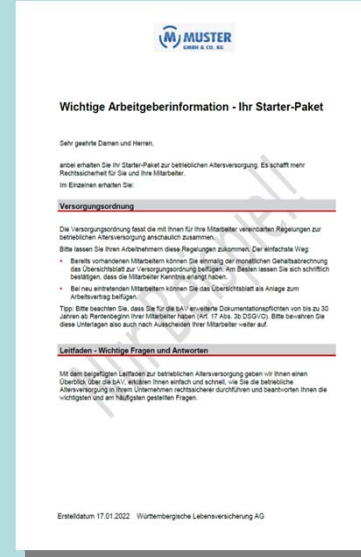 MUSTER
GMBH & CO. KG
Wichtige Arbeitgeberinformation - Ihr Starter-Paket
Sehr geehrte Damen und Herren,
anbei erhalten Sie Ihr Starter-Paket zur betrieblichen Altersversorgung. Es schafft mehr
Rechtssicherheit für Sie und Ihre Mitarbeiter.
Im Einzelnen erhalten Sie:
Versorgungsordnung
Die Versorgungsordnung fasst die mit Ihnen für Ihre Mitarbeiter vereinbarten Regelungen zur
betrieblichen Altersversorgung anschaulich zusammen.
Bitte lassen Sie Ihren Arbeitnehmern diese Regelungen zukommen. Der einfachste Weg:
• Bereits vorhandenen Mitarbeitern können Sie einmalig der monatlichen Gehaltsabrechnung
das Übersichtsblatt zur Versorgungsordnung beifügen. Am Besten lassen Sie sich schriftlich
bestätigen, dass die Mitarbeiter Kenntnis erlangt haben.
• Bei neu eintretenden Mitarbeitern können Sie das Übersichtsblatt als Anlage zum
Arbeitsvertrag beifügen.
Tipp: Bitte beachten Sie, dass Sie für die bAV erweiterte Dokumentationspflichten von bis zu 30
Jahren ab Rentenbeginn Ihrer Mitarbeiter haben (Art. 17 Abs. 3b DSGVO). Bitte bewahren Sie
diese Unterlagen also auch nach Ausscheiden Ihrer Mitarbeiter weiter auf.
Leitfaden - Wichtige Fragen und Antworten
Mit dem beigefügten Leitfaden zur betrieblichen Altersversorgung geben wir Ihnen einen
Überblick über die bAV, erklären Ihnen einfach und schnell, wie Sie die betriebliche
Altersversorgung in Ihrem Unternehmen rechtssicherer durchführen und beantworten Ihnen die
wichtigsten und am häufigsten gestellten Fragen.
Nur Beispiel!
Erstelldatum 17.01.2022 Württembergische Lebensversicherung AG